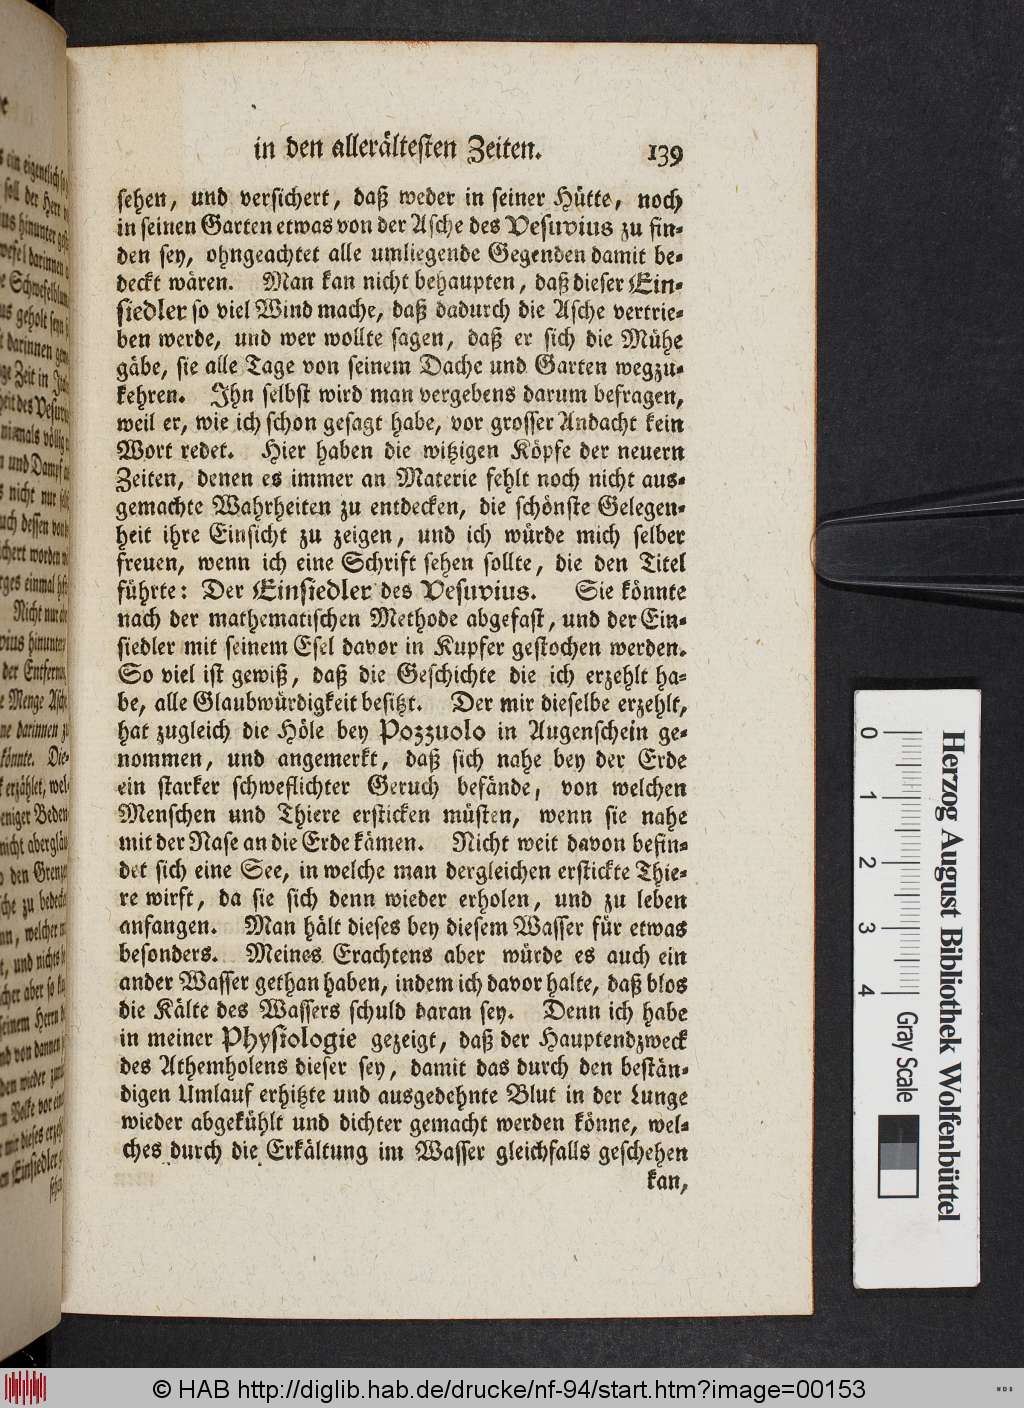 in den allerältesten Zeiten. 139
sehen, und versichert, daß weder in seiner Hütte, noch
in seinen Garten etwas von der Asche des Vesuvius zu fin-
den sey, ohngeachtet alle umliegende Gegenden damit be-
deckt wären. Man kan nicht behaupten, daß dieser Ein-
siedler so viel Wind mache, daß dadurch die Asche vertrie-
ben werde, und wer wollte sagen, daß er sich die Mühe
gäbe, sie alle Tage von seinem Dache und Garten wegzu-
kehren. Ihn selbst wird man vergebens darum befragen,
weil er, wie ich schon gesagt habe, vor grosser Andacht kein
Wort redet. Hier haben die witzigen Köpfe der neuern
Zeiten, denen es immer an Materie fehlt noch nicht aus-
gemachte Wahrheiten zu entdecken, die schönste Gelegen-
heit ihre Einsicht zu zeigen, und ich würde mich selber
freuen, wenn ich eine Schrift sehen sollte, die den Titel
führte: Der Einsiedler des Vesuvius. Sie könnte
nach der mathematischen Methode abgefast, und der Ein-
siedler mit seinem Esel davor in Kupfer gestochen werden.
So viel ist gewiß, daß die Geschichte die ich erzehlt ha-
be, alle Glaubwürdigkeit besitzt. Der mir dieselbe erzehlt,
hat zugleich die Höle bey Pozzuolo in Augenschein ge-
nommen, und angemerkt, daß sich nahe bey der Erde
ein starker schweflichter Geruch befände, von welchen
Menschen und Thiere ersticken müsten, wenn sie nahe
mit der Nase an die Erde kämen. Nicht weit davon befin-
det sich eine See, in welche man dergleichen erstickte Thie-
re wirft, da sie sich denn wieder erholen, und zu leben
anfangen. Man hält dieses bey diesem Wasser für etwas
besonders. Meines Erachtens aber würde es auch ein
ander Wasser gethan haben, indem ich davor halte, daß blos
die Kälte des Wassers schuld daran sey. Denn ich habe
in meiner Physiologie gezeigt, daß der Hauptendzweck
des Athemholens dieser sey, damit das durch den bestän-
digen Umlauf erhitzte und ausgedehnte Blut in der Lunge
wieder abgekühlt und dichter gemacht werden könne, wel-
ches durch die Erkältung im Wasser gleichfalls geschehen
kan,
Herzog August Bibliothek Wolfenbüttel
0 1 2 3 4 Gray Scale
© HAB http://diglib.hab.de/drucke/nf-94/start.htm?image=00153